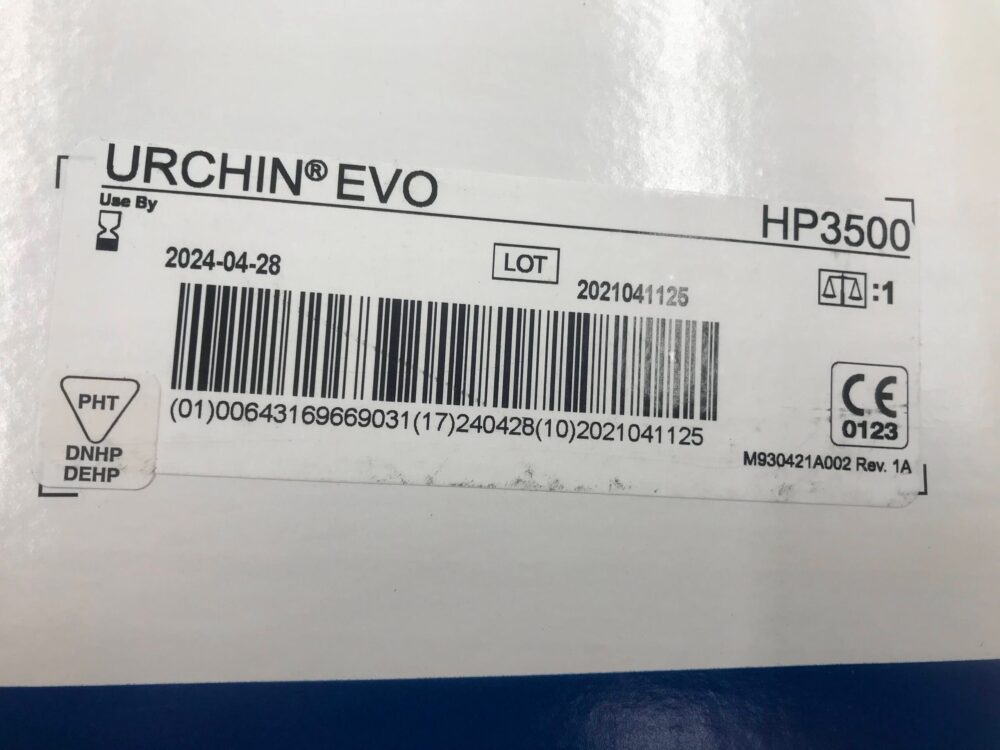 URCHIN® EVO
HP3500
Use By
2024-04-28
LOT
2021041125
:1
(01)00643169669031(17)240428(10)2021041125
PHT
DNHP
DEHP
CE
0123
M930421A002 Rev. 1A